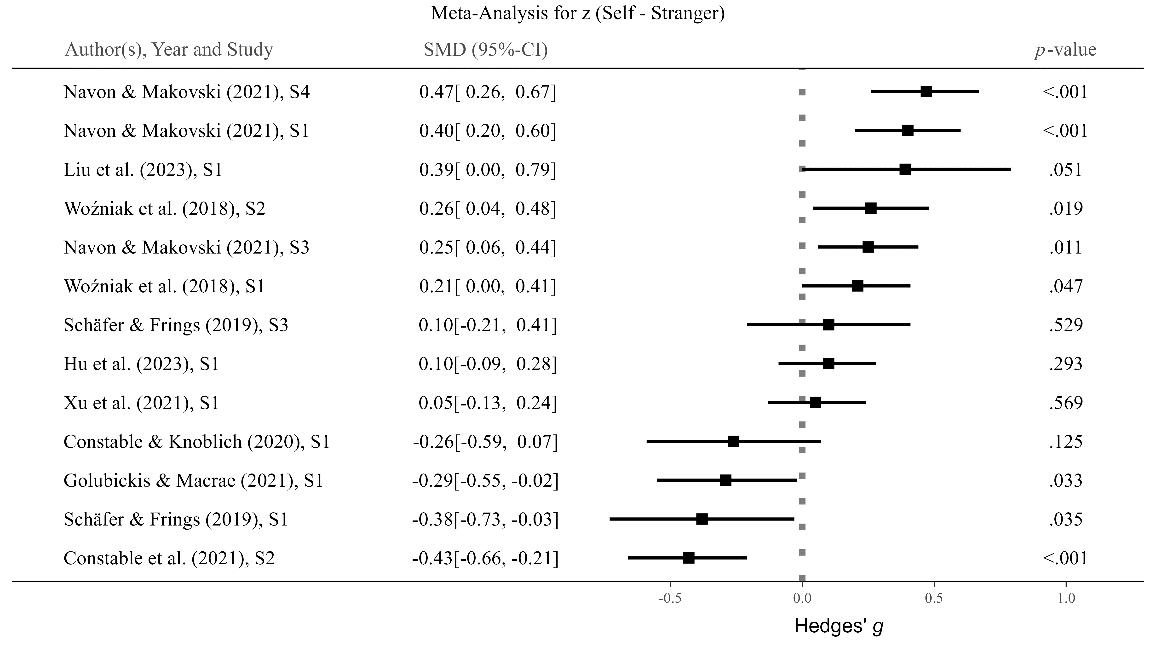 Meta-Analysis for z (Self - Stranger)
Author(s), Year and Study SMD (95%-CI) p-value
Navon & Makovski (2021), S4 0.47[ 0.26, 0.67] <.001
Navon & Makovski (2021), S1 0.40[ 0.20, 0.60] <.001
Liu et al. (2023), S1 0.39[ 0.00, 0.79] .051
Woźniak et al. (2018), S2 0.26[ 0.04, 0.48] .019
Navon & Makovski (2021), S3 0.25[ 0.06, 0.44] .011
Woźniak et al. (2018), S1 0.21[ 0.00, 0.41] .047
Schäfer & Frings (2019), S3 0.10[-0.21, 0.41] .529
Hu et al. (2023), S1 0.10[-0.09, 0.28] .293
Xu et al. (2021), S1 0.05[-0.13, 0.24] .569
Constable & Knoblich (2020), S1 -0.26[-0.59, 0.07] .125
Golubickis & Macrae (2021), S1 -0.29[-0.55, -0.02] .033
Schäfer & Frings (2019), S1 -0.38[-0.73, -0.03] .035
Constable et al. (2021), S2 -0.43[-0.66, -0.21] <.001
-0.5 0.0 0.5 1.0
Hedges' g